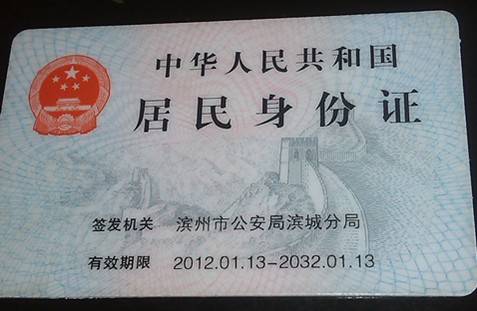 中华人民共和国
居民身份证
签发机关 滨州市公安局滨城分局
有效期限 2012.01.13-2032.01.13